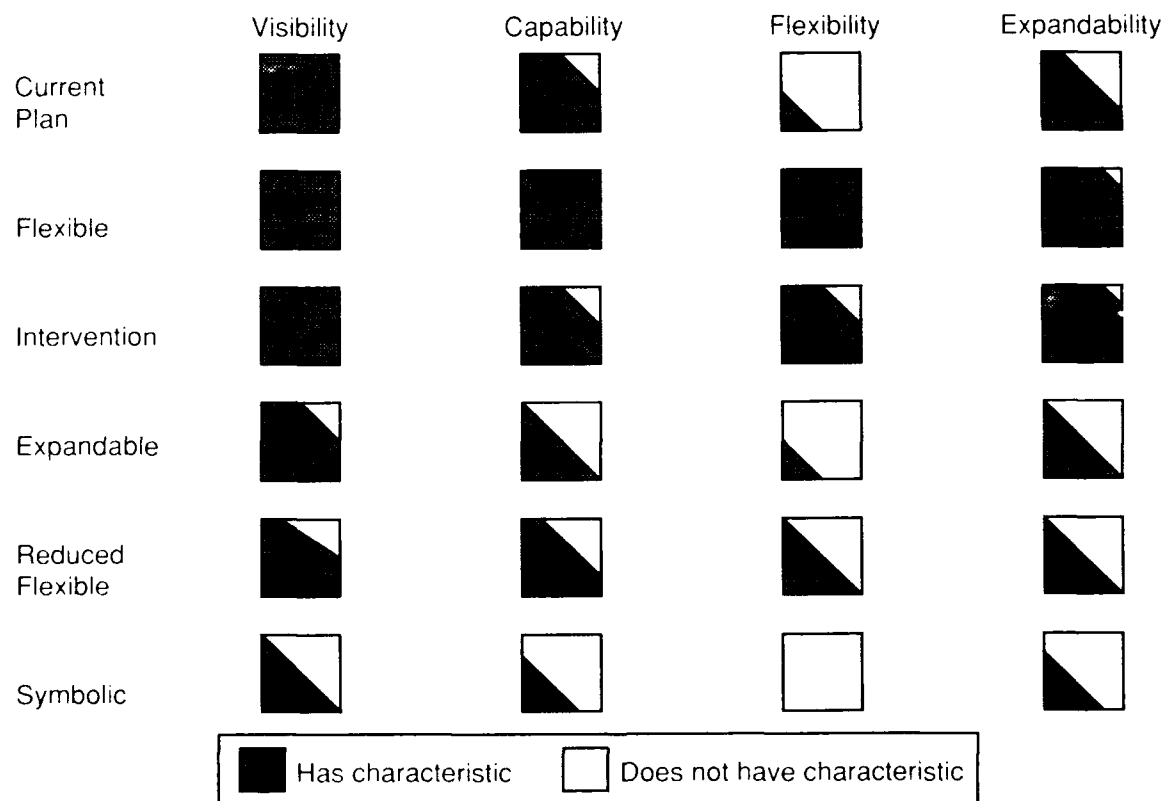 Visibility Capability Flexibility Expandability
Current
Plan
Flexible
Intervention
Expandable
Reduced
Flexible
Symbolic
Has characteristic Does not have characteristic